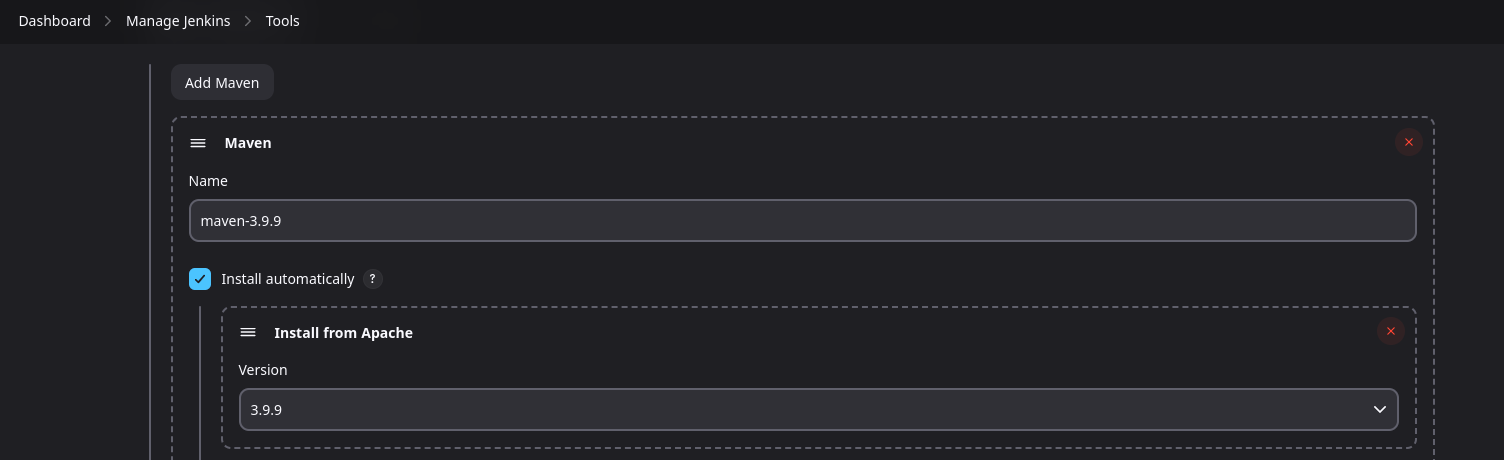 Dashboard > Manage Jenkins > Tools
Add Maven
Maven
Name
maven-3.9.9
Install automatically ?
Install from Apache
Version
3.9.9